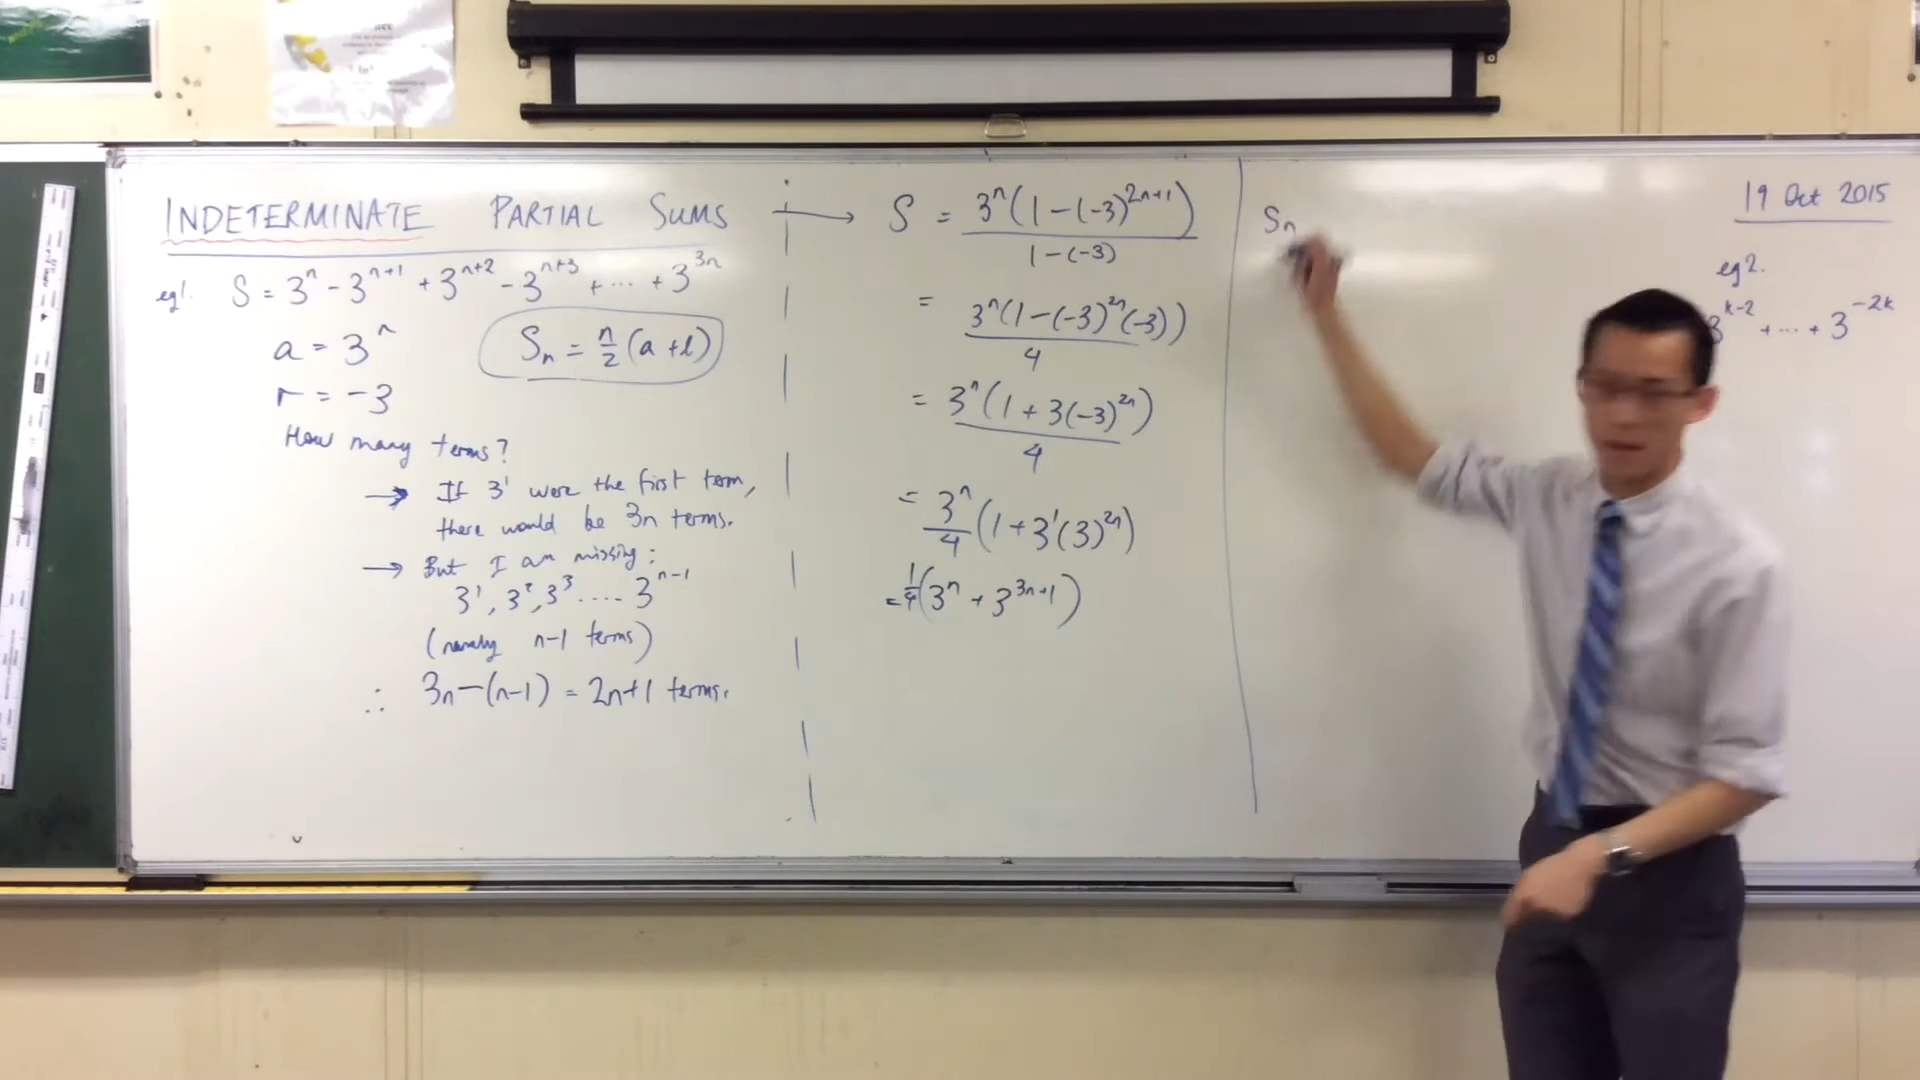 INDETERMINATE PARTIAL SUMS
eg1. S = 3^n - 3^{n+1} + 3^{n+2} - 3^{n+3} + ... + 3^{3n}
a = 3^n
S_n = n/2 (a + l)
r = -3
How many terms?
→ If 3^1 were the first term,
there would be 3n terms.
→ But I am missing:
3^1, 3^2, 3^3 .... 3^{n-1}
(namely n-1 terms)
∴ 3n-(n-1) = 2n+1 terms.
→ S = 3^n(1-(-3)^{2n+1}) / 1-(-3)
= 3^n(1-(-3)^{2n}(-3)) / 4
= 3^n(1+3(-3)^{2n}) / 4
= 3^n/4 (1+3^1(3)^{2n})
= 1/4(3^n + 3^{3n+1})
S_n
19 Oct 2015
eg2.
3^{k-2} + ... + 3^{-2k}